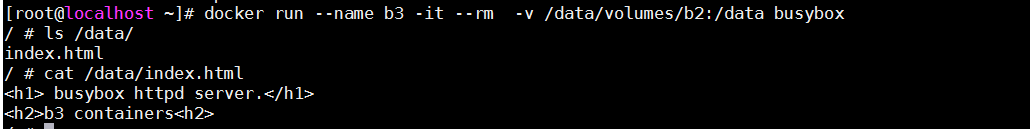 [root@localhost ~]# docker run --name b3 -it --rm  -v /data/volumes/b2:/data busybox
/ # ls /data/
index.html
/ # cat /data/index.html
<h1> busybox httpd server.</h1>
<h2>b3 containers<h2>
/ #